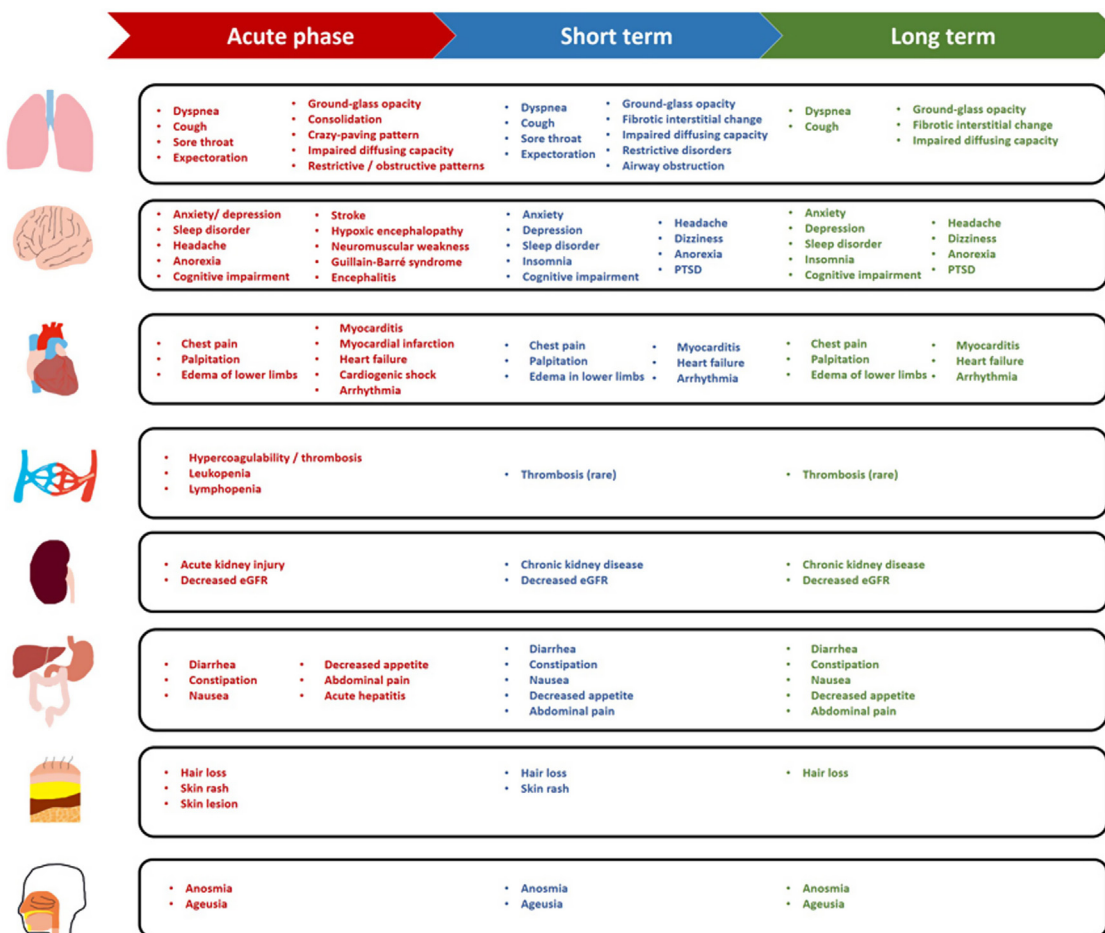 Acute phase
Short term
Long term
• Dyspnea
• Cough
• Sore throat
• Expectoration
• Ground-glass opacity
• Consolidation
• Crazy-paving pattern
• Impaired diffusing capacity
• Restrictive / obstructive patterns
• Dyspnea
• Cough
• Sore throat
• Expectoration
• Ground-glass opacity
• Fibrotic interstitial change
• Impaired diffusing capacity
• Restrictive disorders
• Airway obstruction
• Dyspnea
• Cough
• Ground-glass opacity
• Fibrotic interstitial change
• Impaired diffusing capacity
• Anxiety/ depression
• Sleep disorder
• Headache
• Anorexia
• Cognitive impairment
• Stroke
• Hypoxic encephalopathy
• Neuromuscular weakness
• Guillain-Barré syndrome
• Encephalitis
• Anxiety
• Depression
• Sleep disorder
• Insomnia
• Cognitive impairment
• Headache
• Dizziness
• Anorexia
• PTSD
• Anxiety
• Depression
• Sleep disorder
• Insomnia
• Cognitive impairment
• Headache
• Dizziness
• Anorexia
• PTSD
• Chest pain
• Palpitation
• Edema of lower limbs
• Myocarditis
• Myocardial infarction
• Heart failure
• Cardiogenic shock
• Arrhythmia
• Chest pain
• Palpitation
• Edema in lower limbs
• Myocarditis
• Heart failure
• Arrhythmia
• Chest pain
• Palpitation
• Edema of lower limbs
• Myocarditis
• Heart failure
• Arrhythmia
• Hypercoagulability / thrombosis
• Leukopenia
• Lymphopenia
• Thrombosis (rare)
• Thrombosis (rare)
• Acute kidney injury
• Decreased eGFR
• Chronic kidney disease
• Decreased eGFR
• Chronic kidney disease
• Decreased eGFR
• Diarrhea
• Constipation
• Nausea
• Decreased appetite
• Abdominal pain
• Acute hepatitis
• Diarrhea
• Constipation
• Nausea
• Decreased appetite
• Abdominal pain
• Diarrhea
• Constipation
• Nausea
• Decreased appetite
• Abdominal pain
• Hair loss
• Skin rash
• Skin lesion
• Hair loss
• Skin rash
• Hair loss
• Anosmia
• Ageusia
• Anosmia
• Ageusia
• Anosmia
• Ageusia